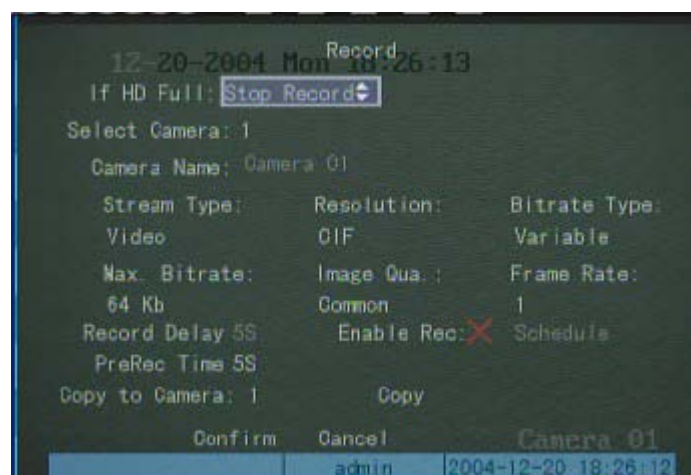 Record
12-20-2004 Mon 18:26:13
If HD Full: Stop Record
Select Camera: 1
Camera Name: Camera 01
Stream Type: Resolution: Bitrate Type:
Video CIF Variable
Max. Bitrate: Image Qua.: Frame Rate:
64 Kb Common 1
Record Delay 5S Enable Rec: Schedule
PreRec Time 5S
Copy to Camera: 1 Copy
Confirm Cancel
Camera 01
admin 2004-12-20 18:26:12